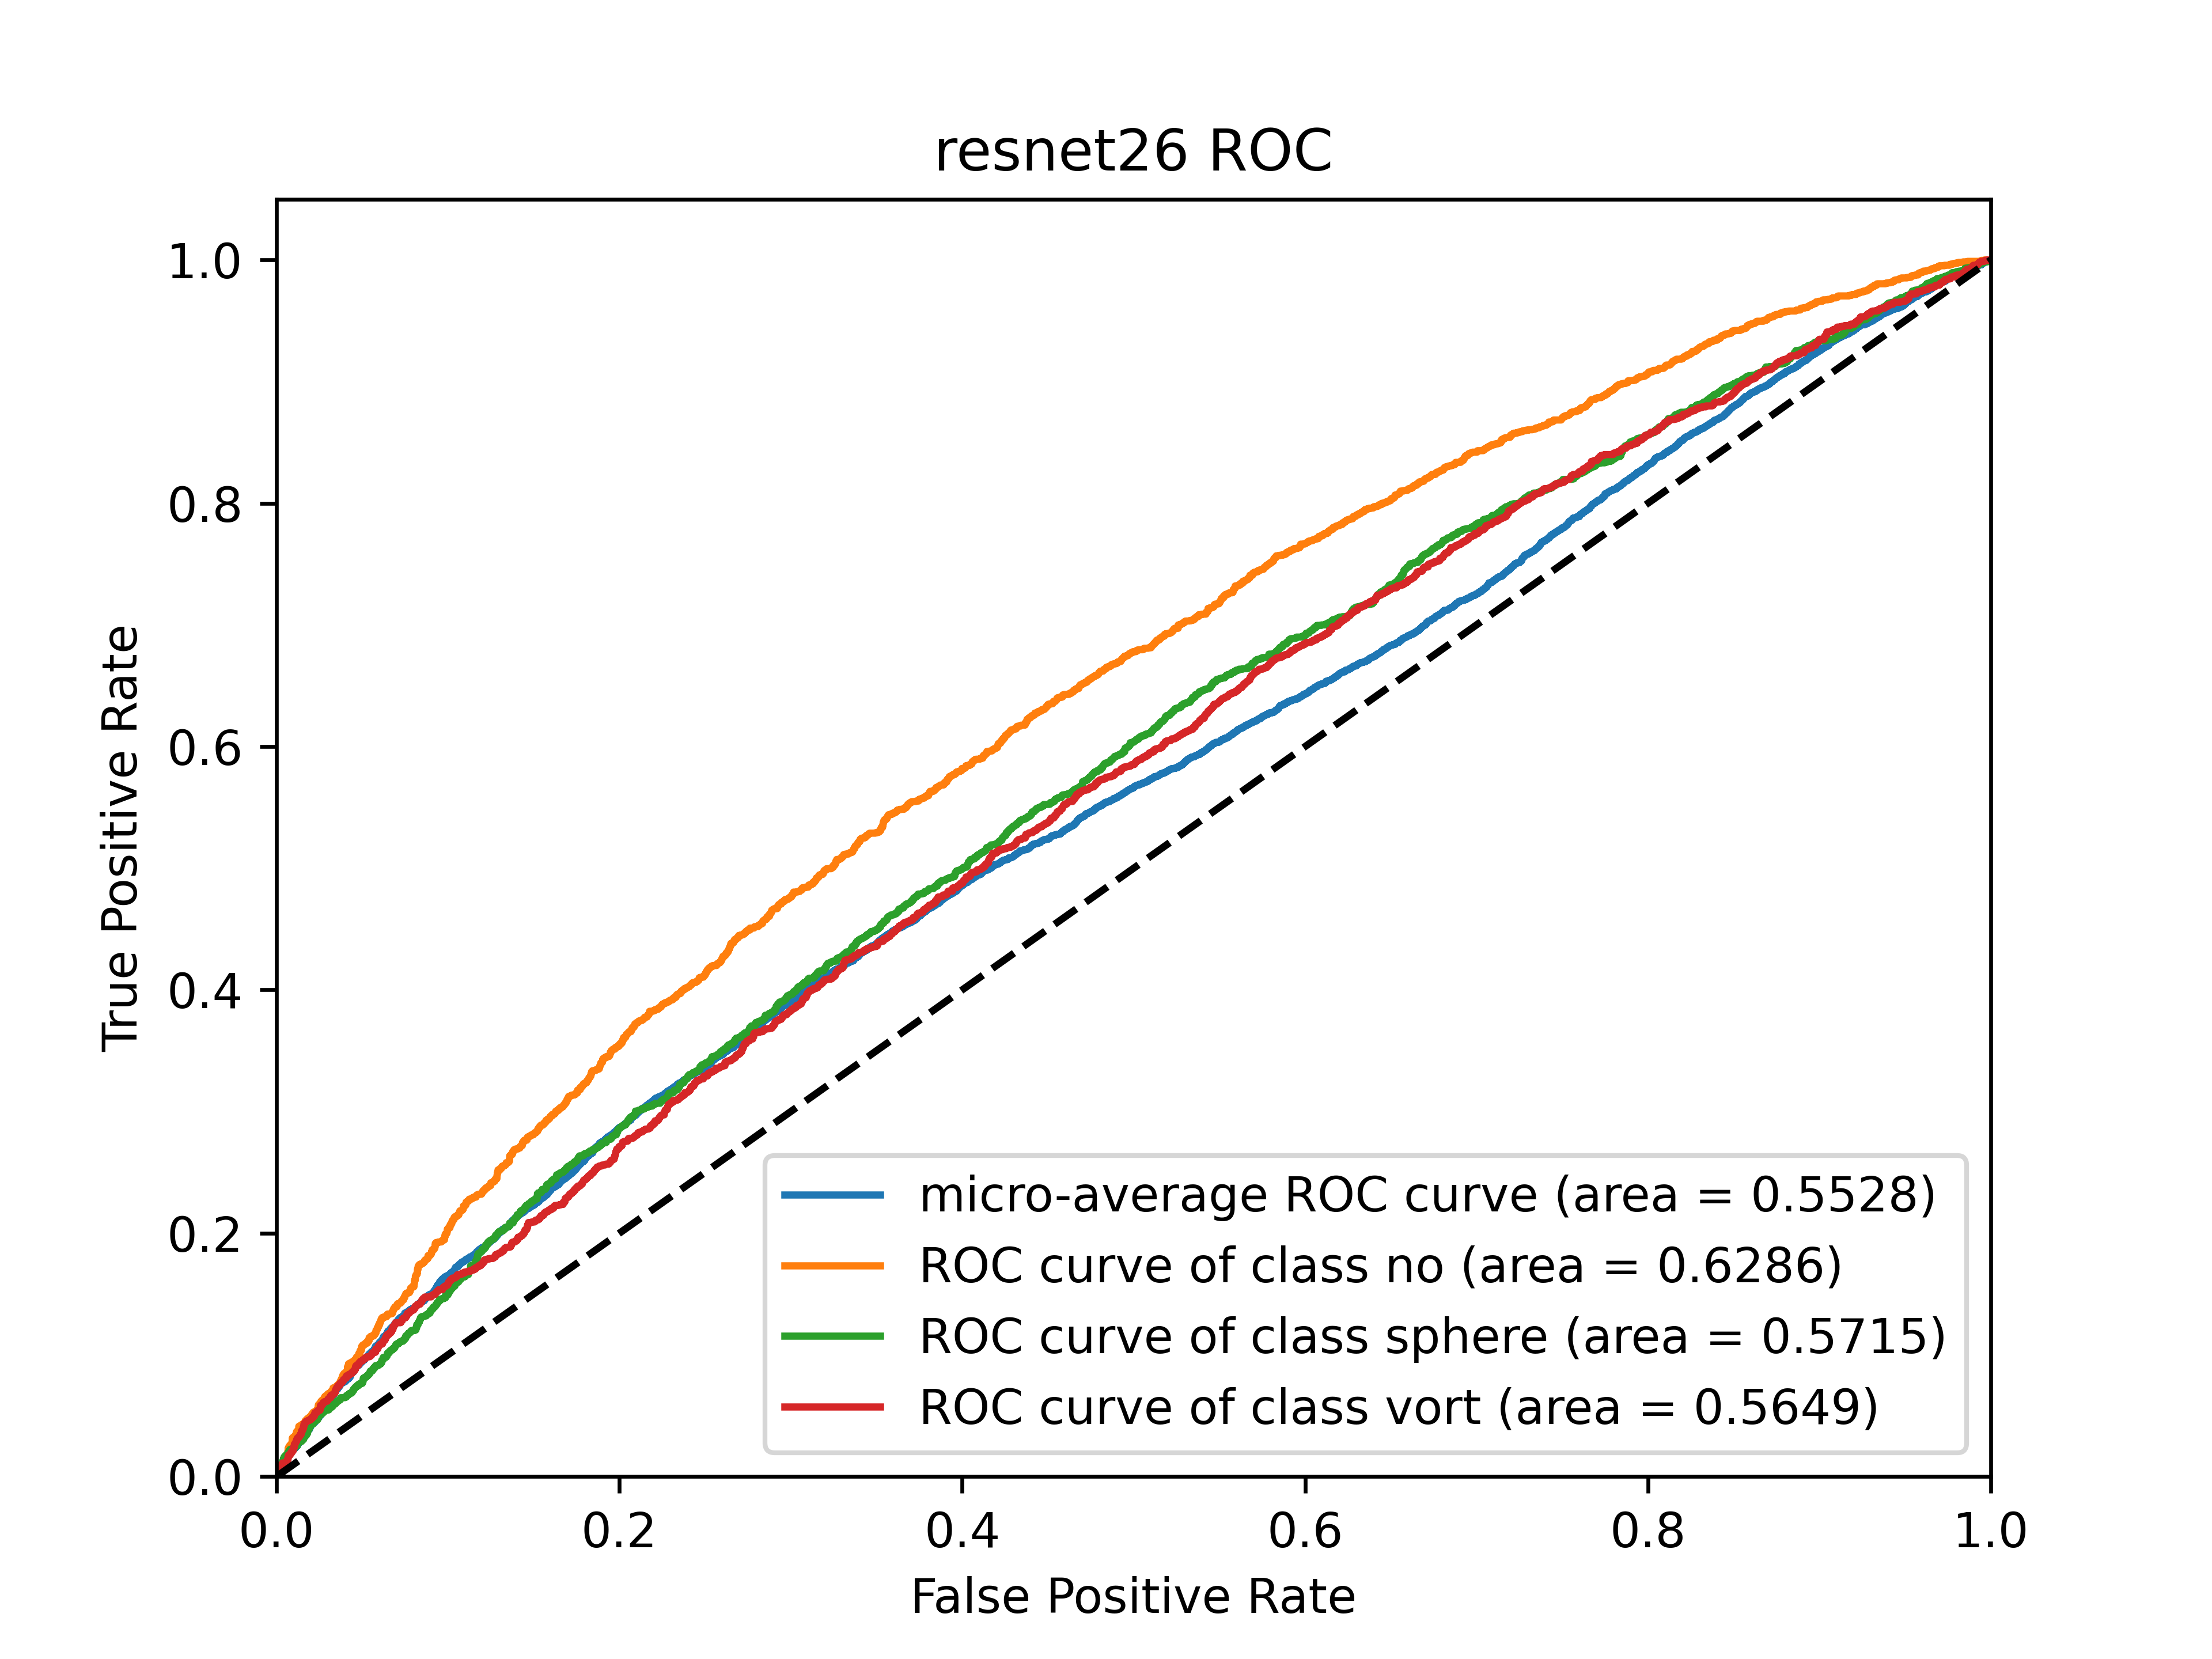 resnet26 ROC
True Positive Rate
1.0
0.8
0.6
0.4
0.2
0.0
micro-average ROC curve (area = 0.5528)
ROC curve of class no (area = 0.6286)
ROC curve of class sphere (area = 0.5715)
ROC curve of class vort (area = 0.5649)
0.0 0.2 0.4 0.6 0.8 1.0
False Positive Rate